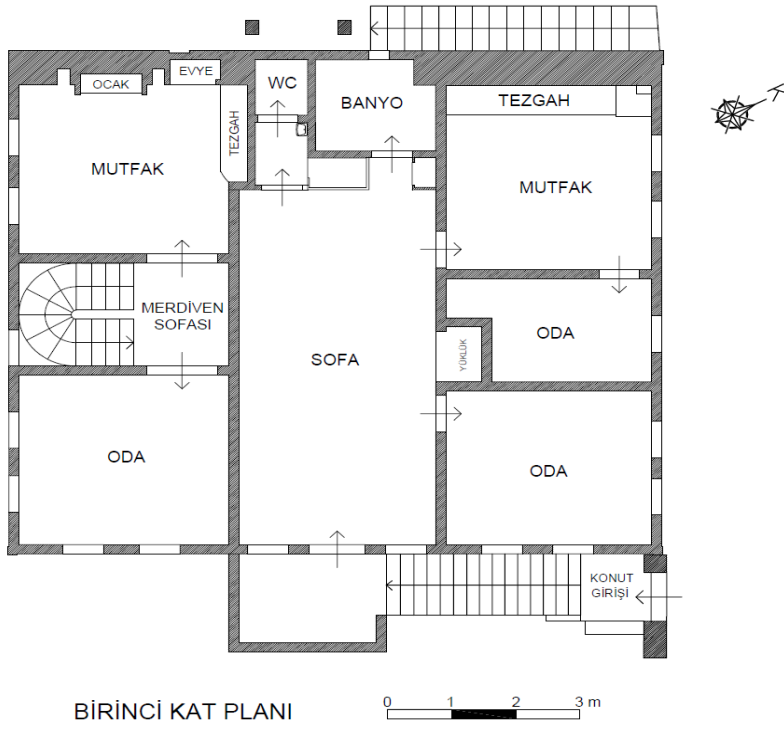 EVYE
OCAK
WC
BANYO
TEZGAH
TEZGAH
MUTFAK
MUTFAK
K
MERDİVEN
SOFASI
ODA
YÜKLÜK
SOFA
ODA
ODA
KONUT
GİRİŞİ
BİRİNCİ KAT PLANI
0 1 2 3 m